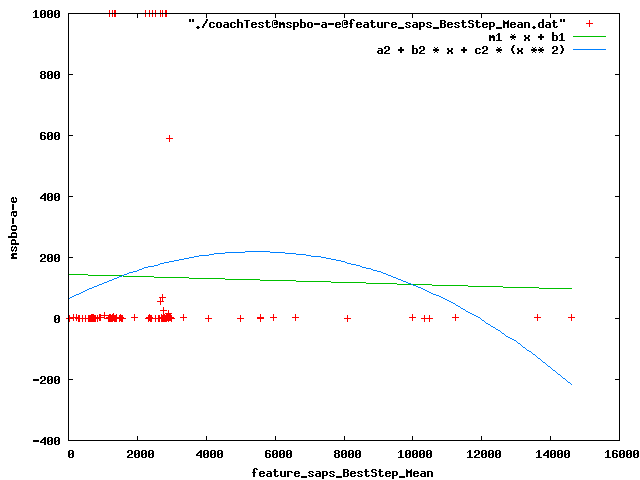 1000
"./coachTest@mspbo-a-e@feature_saps_BestStep_Mean.dat"
m1 * x + b1
a2 + b2 * x + c2 * (x ** 2)
800
600
400
mspbo-a-e
200
0
-200
-400
0 2000 4000 6000 8000 10000 12000 14000 16000
feature_saps_BestStep_Mean